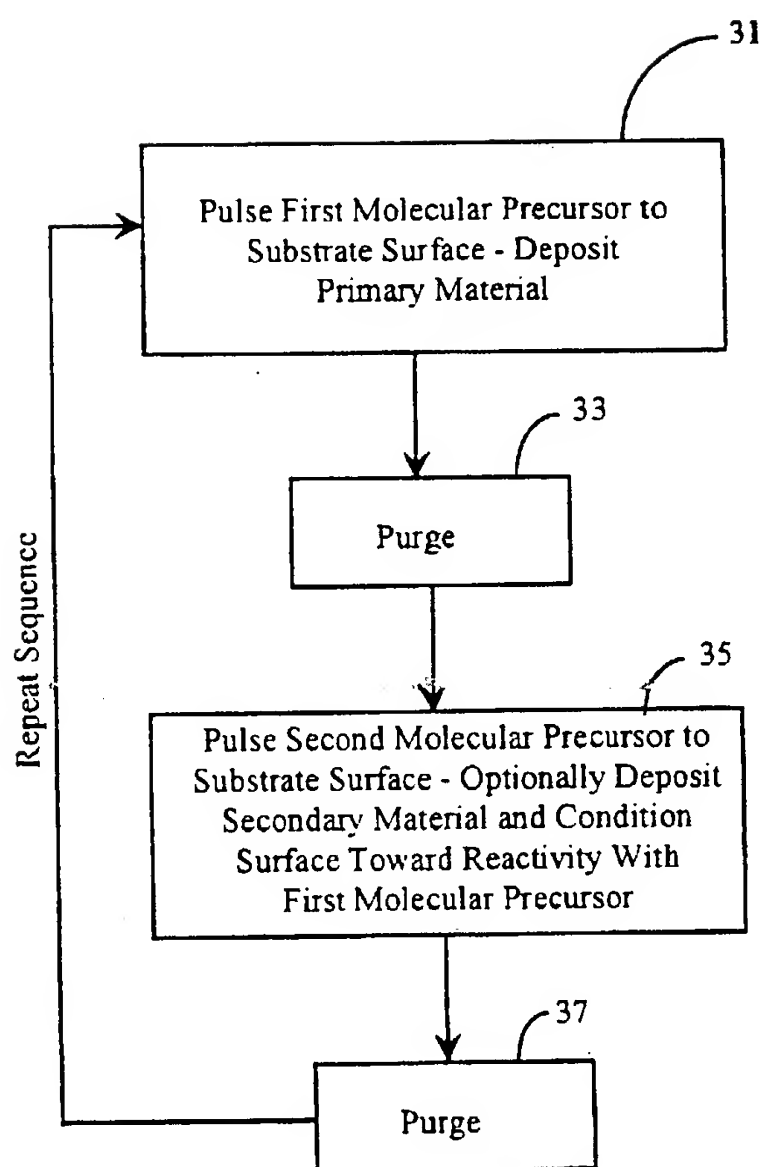 31
Pulse First Molecular Precursor to
Substrate Surface - Deposit
Primary Material
33
Purge
Repeat Sequence
35
Pulse Second Molecular Precursor to
Substrate Surface - Optionally Deposit
Secondary Material and Condition
Surface Toward Reactivity With
First Molecular Precursor
37
Purge